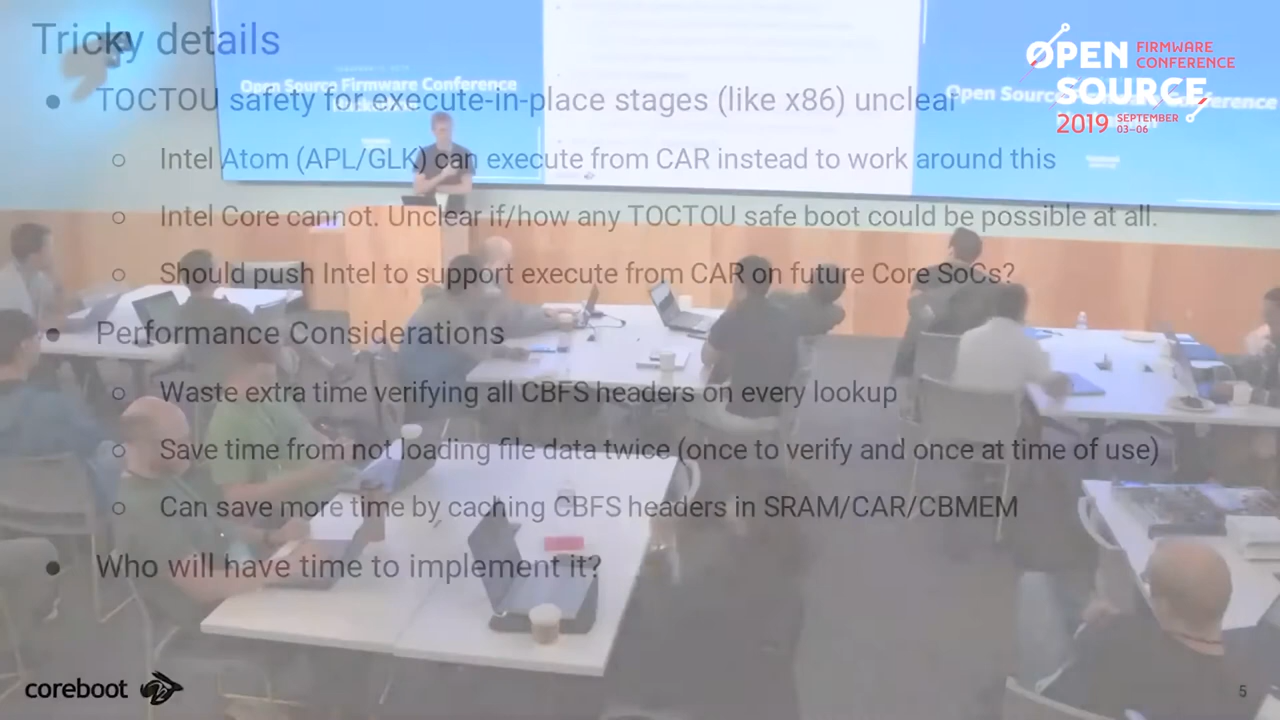 Tricky details
OPEN SOURCE
FIRMWARE CONFERENCE
2019 SEPTEMBER 03–06
Open Source Firmware Conference
Open Source Conference
● TOCTOU safety for execute-in-place stages (like x86) unclear
○ Intel Atom (APL/GLK) can execute from CAR instead to work around this
○ Intel Core cannot. Unclear if/how any TOCTOU safe boot could be possible at all.
○ Should push Intel to support execute from CAR on future Core SoCs?
● Performance Considerations
○ Waste extra time verifying all CBFS headers on every lookup
○ Save time from not loading file data twice (once to verify and once at time of use)
○ Can save more time by caching CBFS headers in SRAM/CAR/CBMEM
● Who will have time to implement it?
coreboot
5